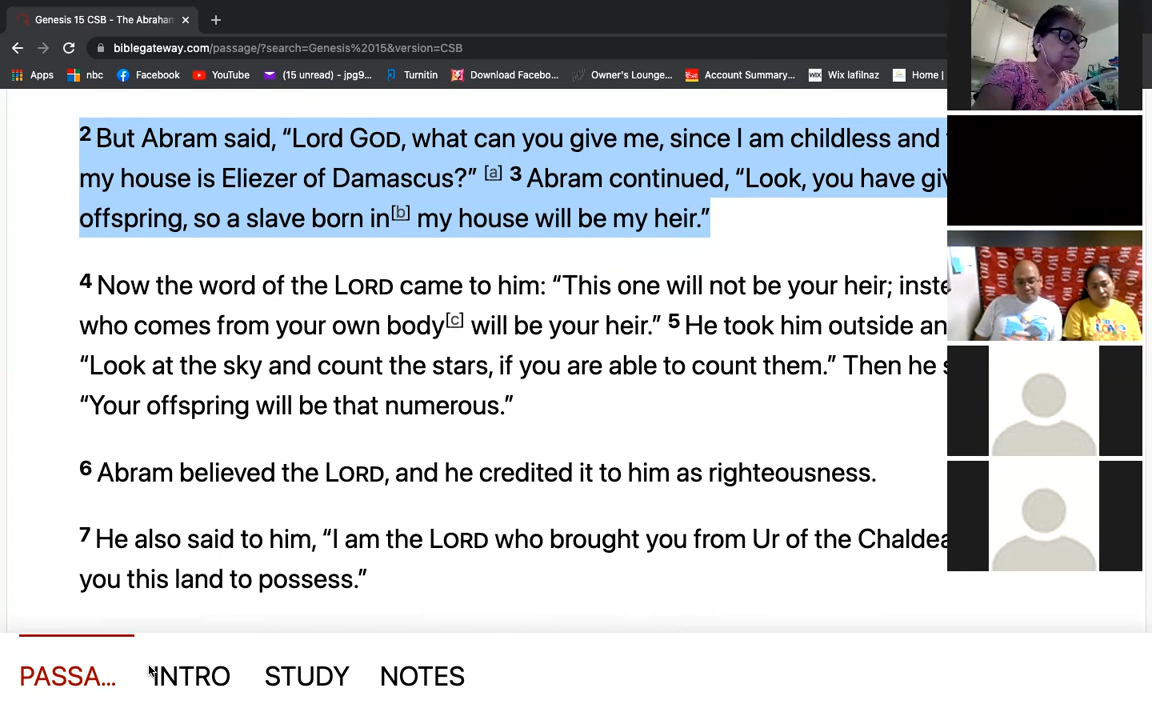 Genesis 15 CSB - The Abraham
biblegateway.com/passage/?search=Genesis%2015&version=CSB
Apps nbc Facebook YouTube (15 unread) - jpg9... Turnitin Download Facebo... Owner's Lounge... Account Summary... WIX Wix lafilnaz Home |
2 But Abram said, “Lord GOD, what can you give me, since I am childless and
my house is Eliezer of Damascus?” [a] 3 Abram continued, “Look, you have giv
offspring, so a slave born in[b] my house will be my heir.”
4 Now the word of the LORD came to him: “This one will not be your heir; inste
who comes from your own body[c] will be your heir.” 5 He took him outside an
“Look at the sky and count the stars, if you are able to count them.” Then he s
“Your offspring will be that numerous.”
6 Abram believed the LORD, and he credited it to him as righteousness.
7 He also said to him, “I am the LORD who brought you from Ur of the Chaldea
you this land to possess.”
PASSA... INTRO STUDY NOTES